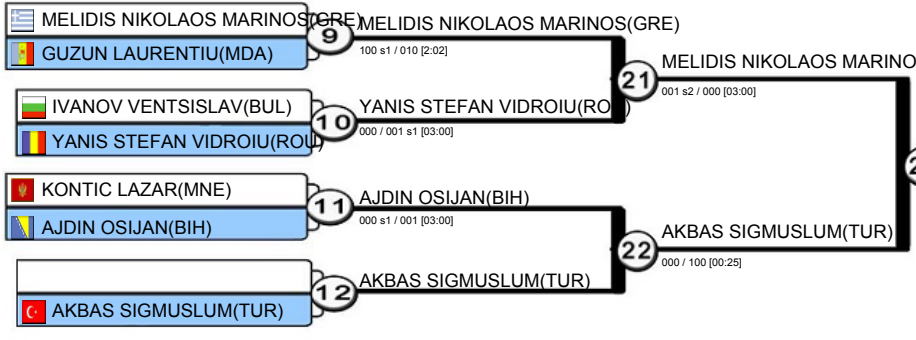 MELIDIS NIKOLAOS MARINOS(GRE)
GUZUN LAURENTIU(MDA)
9
MELIDIS NIKOLAOS MARINOS(GRE)
100 s1 / 010 [2:02]
IVANOV VENTSISLAV(BUL)
YANIS STEFAN VIDROIU(ROU)
10
YANIS STEFAN VIDROIU(ROU)
000 / 001 s1 [03:00]
21
MELIDIS NIKOLAOS MARINO
001 s2 / 000 [03:00]
KONTIC LAZAR(MNE)
AJDIN OSIJAN(BIH)
11
AJDIN OSIJAN(BIH)
000 s1 / 001 [03:00]
AKBAS SIGMUSLUM(TUR)
12
AKBAS SIGMUSLUM(TUR)
22
AKBAS SIGMUSLUM(TUR)
000 / 100 [00:25]